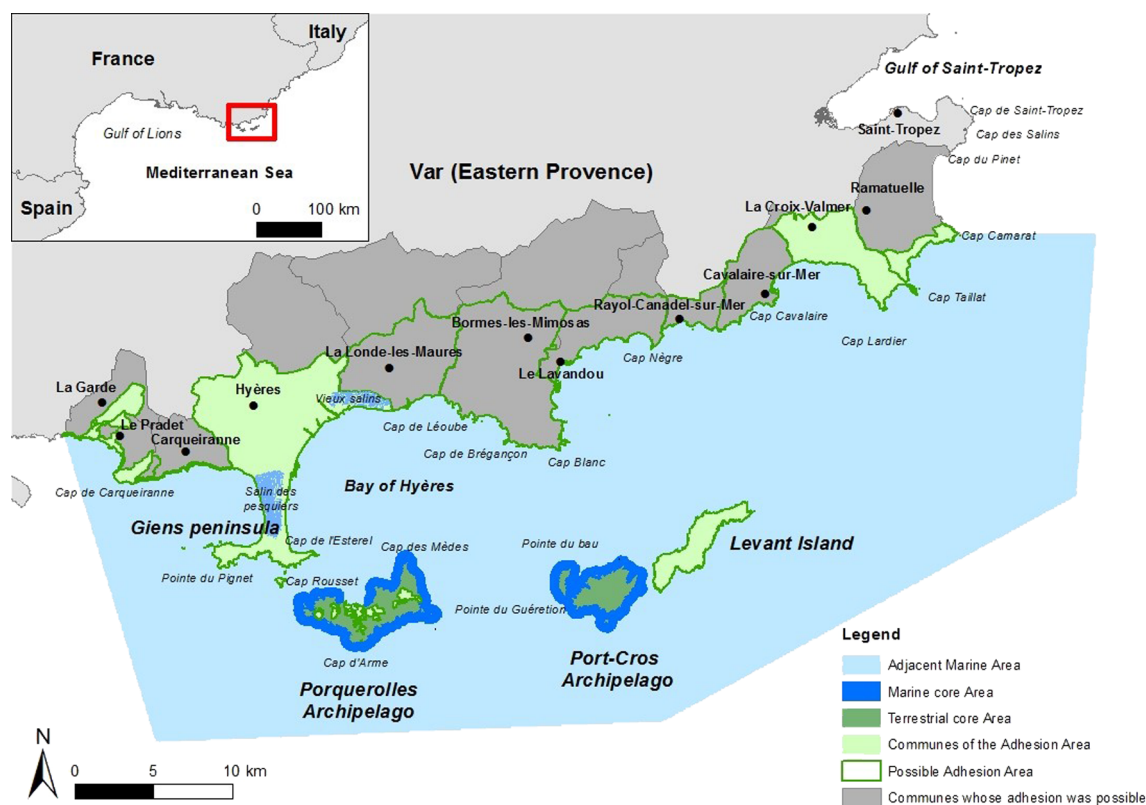 Italy
France
Gulf of Lions
Mediterranean Sea
Spain
0 100 km
Gulf of Saint-Tropez
Cap de Saint-Tropez
Saint-Tropez
Cap des Salins
Cap du Pinet
Var (Eastern Provence)
Ramatuelle
La Croix-Valmer
Cap Camarat
Cavalaire-sur-Mer
Cap Taillat
Rayol-Canadel-sur-Mer
Cap Cavalaire
Bormes-les-Mimosas
Cap Lardier
La Londe-les-Maures
Cap Nègre
Le Lavandou
La Garde
Hyères
Vieux salins
Le Pradet
Cap de Léoube
Carqueiranne
Cap de Brégançon
Cap Blanc
Cap de Carqueiranne
Salin des
pesquiers
Bay of Hyères
Giens peninsula
Cap de l'Esterel
Cap des Mèdes
Pointe du bau
Levant Island
Pointe du Pignet
Cap Rousset
Pointe du Guéretion
Cap d'Arme
Port-Cros
Archipelago
Porquerolles
Archipelago
N
0 5 10 km
Legend
Adjacent Marine Area
Marine core Area
Terrestrial core Area
Communes of the Adhesion Area
Possible Adhesion Area
Communes whose adhesion was possible